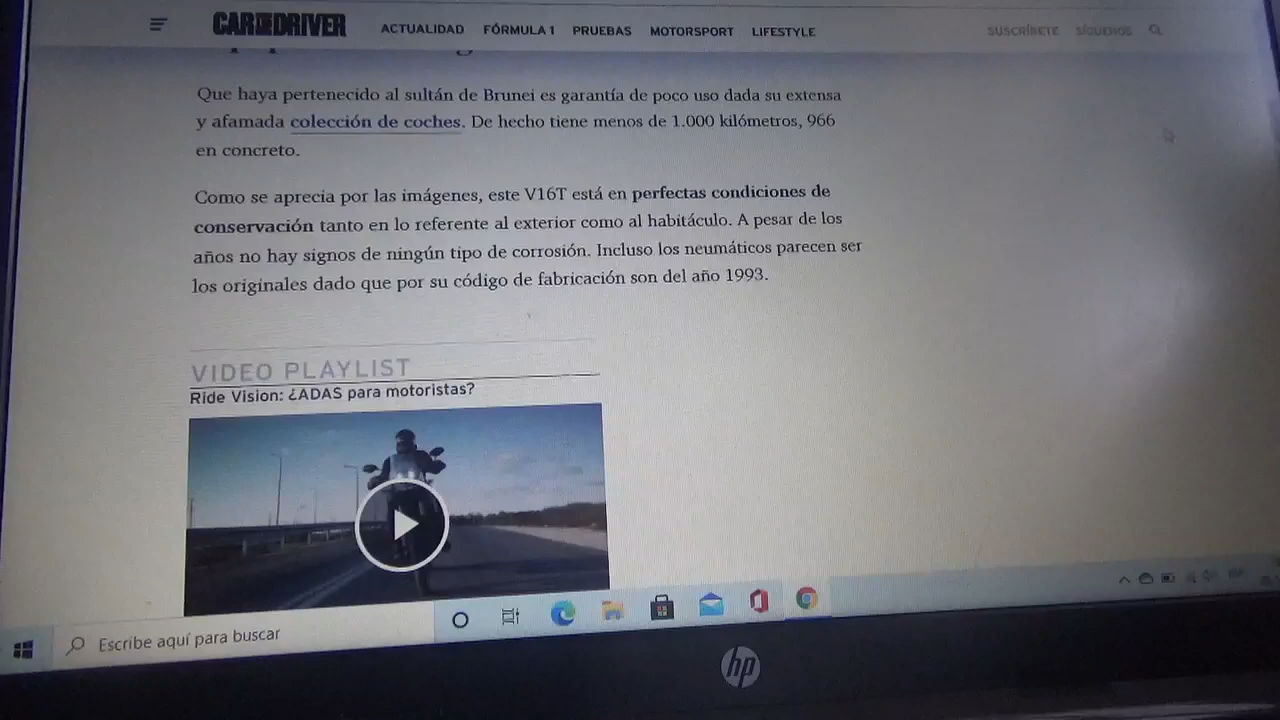 CAR AND DRIVER
ACTUALIDAD FÓRMULA 1 PRUEBAS MOTORSPORT LIFESTYLE
SUSCRÍBETE SÍGUENOS
Que haya pertenecido al sultán de Brunei es garantía de poco uso dada su extensa
y afamada colección de coches. De hecho tiene menos de 1.000 kilómetros, 966
en concreto.
Como se aprecia por las imágenes, este V16T está en perfectas condiciones de
conservación tanto en lo referente al exterior como al habitáculo. A pesar de los
años no hay signos de ningún tipo de corrosión. Incluso los neumáticos parecen ser
los originales dado que por su código de fabricación son del año 1993.
VIDEO PLAYLIST
Ride Vision: ¿ADAS para motoristas?
Escribe aquí para buscar
hp